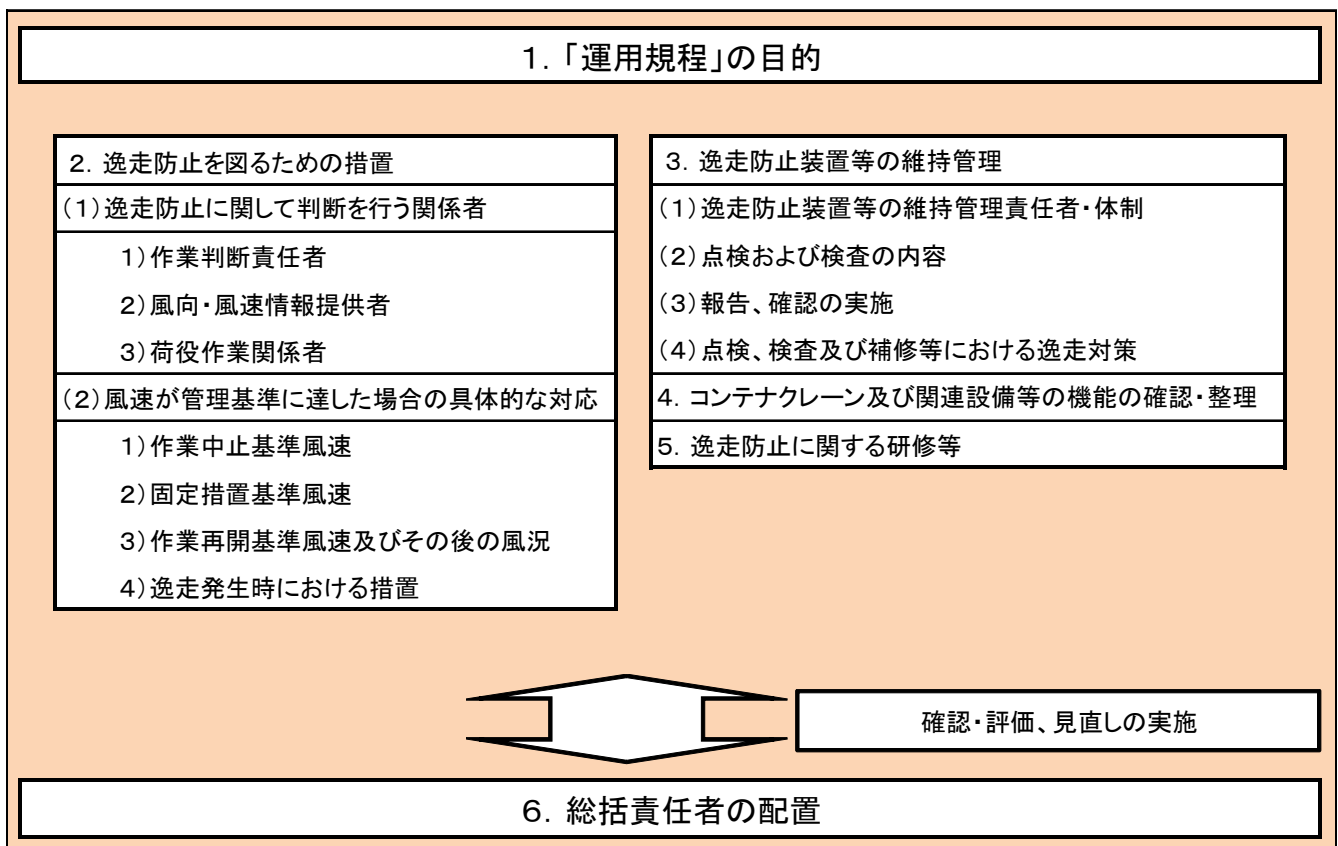 1．「運用規程」の目的
2．逸走防止を図るための措置
（1）逸走防止に関して判断を行う関係者
1）作業判断責任者
2）風向・風速情報提供者
3）荷役作業関係者
（2）風速が管理基準に達した場合の具体的な対応
1）作業中止基準風速
2）固定措置基準風速
3）作業再開基準風速及びその後の風況
4）逸走発生時における措置
3．逸走防止装置等の維持管理
（1）逸走防止装置等の維持管理責任者・体制
（2）点検および検査の内容
（3）報告、確認の実施
（4）点検、検査及び補修等における逸走対策
4．コンテナクレーン及び関連設備等の機能の確認・整理
5．逸走防止に関する研修等
確認・評価、見直しの実施
6．総括責任者の配置